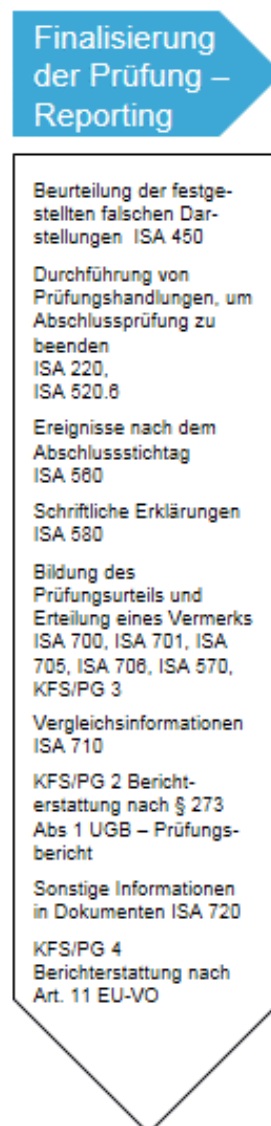 Finalisierung
der Prüfung –
Reporting
Beurteilung der festge-
stellten falschen Dar-
stellungen ISA 450
Durchführung von
Prüfungshandlungen, um
Abschlussprüfung zu
beenden
ISA 220,
ISA 520.6
Ereignisse nach dem
Abschlussstichtag
ISA 560
Schriftliche Erklärungen
ISA 580
Bildung des
Prüfungsurteils und
Erteilung eines Vermerks
ISA 700, ISA 701, ISA
705, ISA 706, ISA 570,
KFS/PG 3
Vergleichsinformationen
ISA 710
KFS/PG 2 Bericht-
erstattung nach § 273
Abs 1 UGB – Prüfungs-
bericht
Sonstige Informationen
in Dokumenten ISA 720
KFS/PG 4
Berichterstattung nach
Art. 11 EU-VO